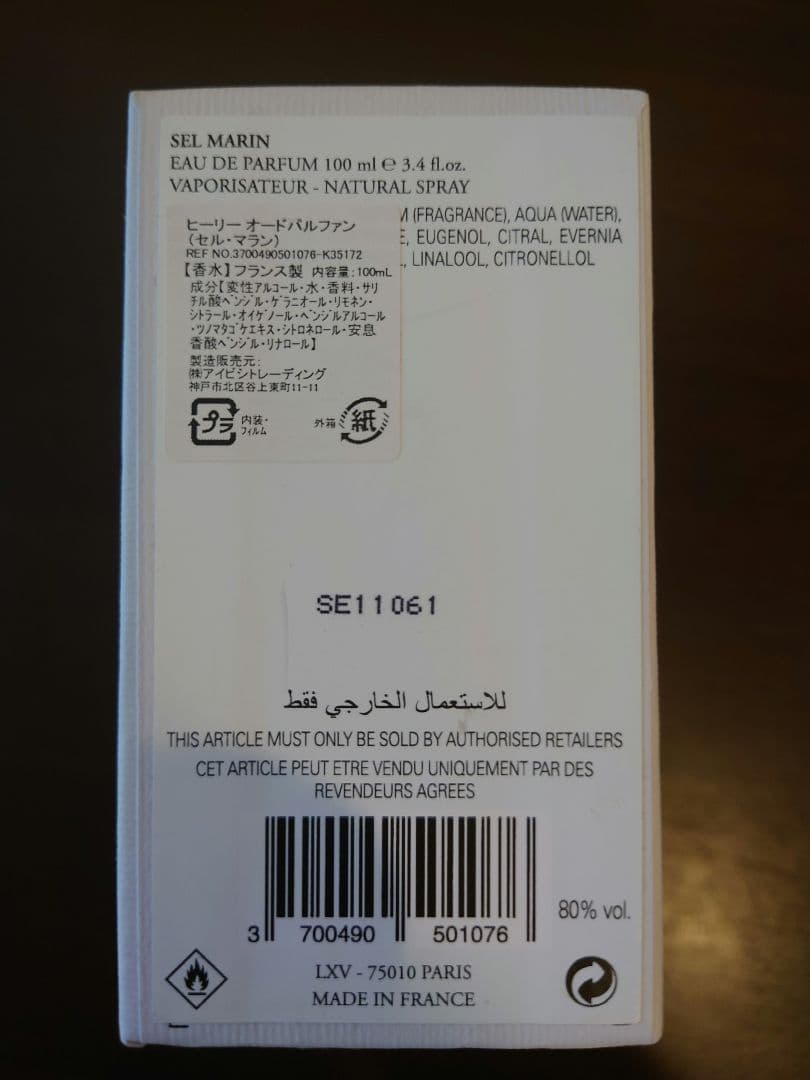 SEL MARIN
EAU DE PARFUM 100 ml ℮ 3.4 fl.oz.
VAPORISATEUR - NATURAL SPRAY
(FRAGRANCE), AQUA (WATER),
EUGENOL, CITRAL, EVERNIA
LINALOOL, CITRONELLOL
ヒーリー オードパルファン
(セル・マラン)
REF NO.3700490501076-K35172
【香水】フランス製 内容量:100mL
成分【変性アルコール・水・香料・サリ
チル酸ベンジル・ゲラニオール・リモネン・
シトラール・オイゲノール・ベンジルアルコール
・ツノマタゴケエキス・シトロネロール・安息
香酸ベンジル・リナロール】
製造販売元:
㈱アイビシトレーディング
神戸市北区谷上東町11-11
プラ 内装・
フィルム
外箱 紙
SE11061
للاستعمال الخارجي فقط
THIS ARTICLE MUST ONLY BE SOLD BY AUTHORISED RETAILERS
CET ARTICLE PEUT ETRE VENDU UNIQUEMENT PAR DES
REVENDEURS AGREES
80% vol.
3 700490 501076
LXV - 75010 PARIS
MADE IN FRANCE